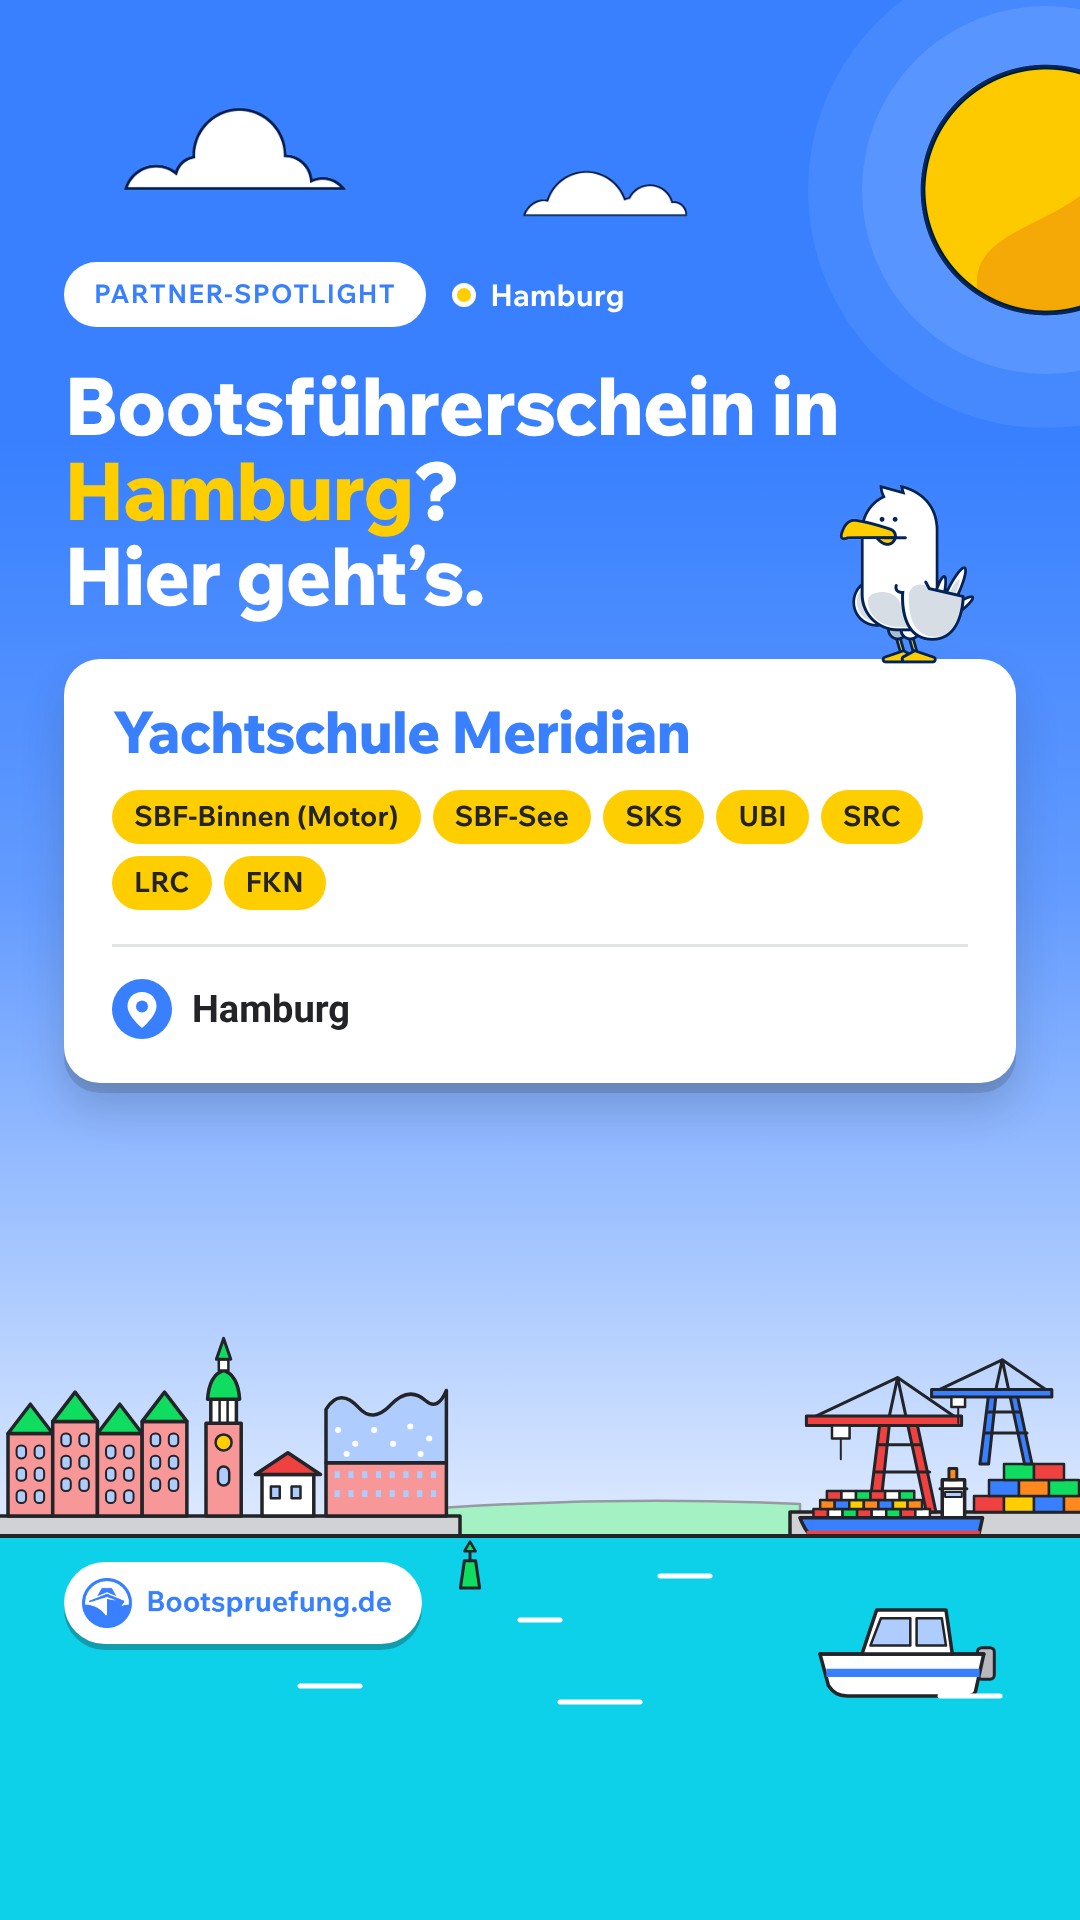 PARTNER-SPOTLIGHT
Hamburg
Bootsführerschein in
Hamburg?
Hier geht’s.
Yachtschule Meridian
SBF-Binnen (Motor) SBF-See SKS UBI SRC
LRC FKN
Hamburg
Bootspruefung.de